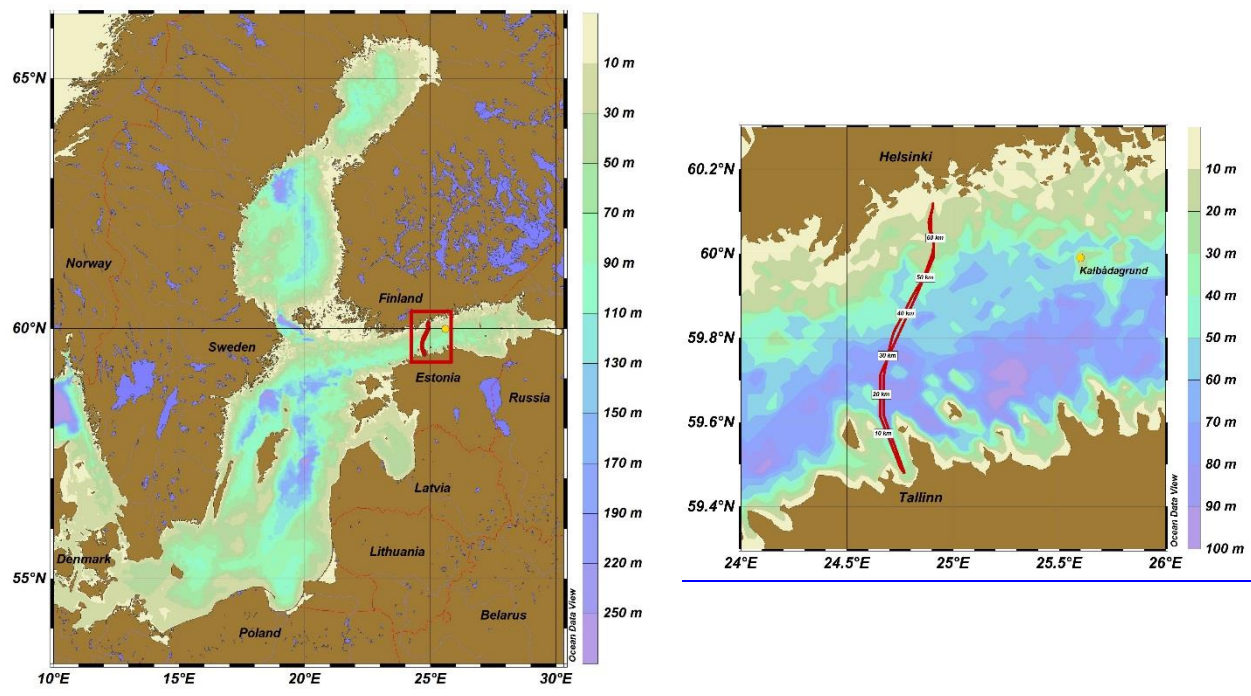 65°N
60°N
55°N
10°E
15°E
20°E
25°E
30°E
Norway
Finland
Sweden
Estonia
Russia
Latvia
Lithuania
Denmark
Belarus
Poland
Ocean Data View
10 m
30 m
50 m
70 m
90 m
110 m
130 m
150 m
170 m
190 m
220 m
250 m
60.2°N
60°N
59.8°N
59.6°N
59.4°N
24°E
24.5°E
25°E
25.5°E
26°E
Helsinki
60 km
50 km
40 km
30 km
20 km
10 km
Kalbådagrund
Tallinn
Ocean Data View
10 m
20 m
30 m
40 m
50 m
60 m
70 m
80 m
90 m
100 m